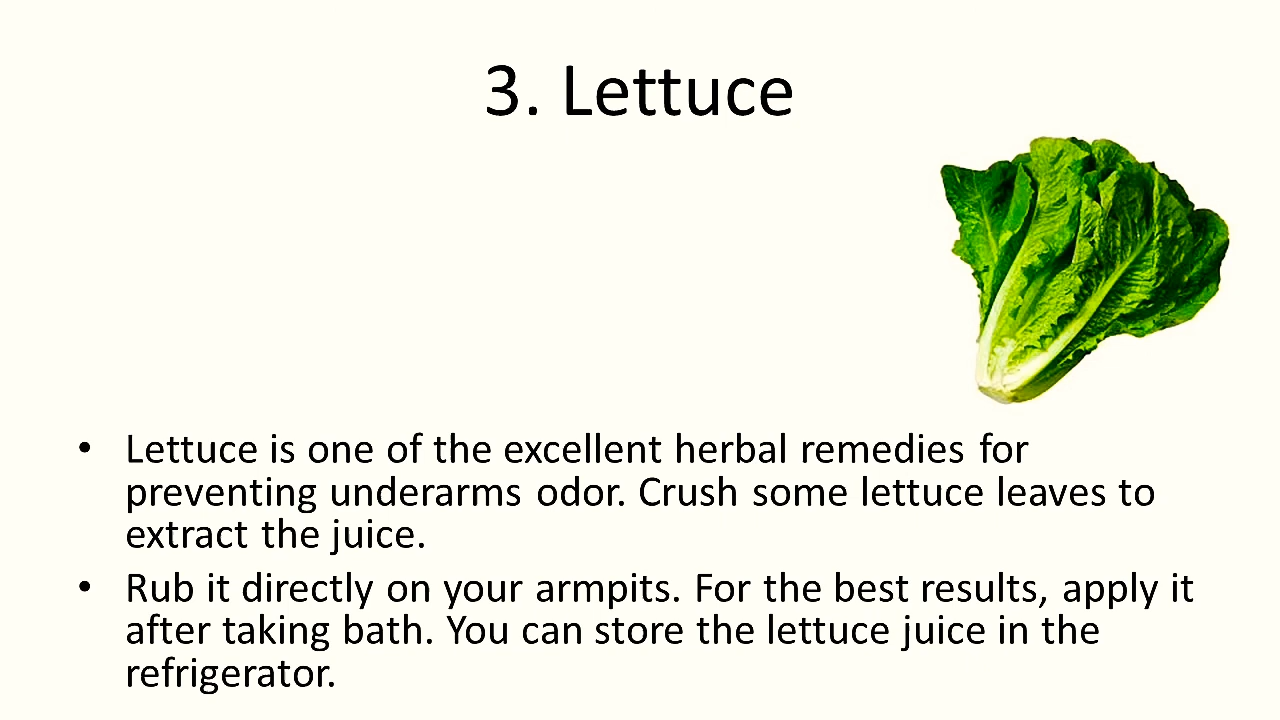 3. Lettuce
• Lettuce is one of the excellent herbal remedies for
preventing underarms odor. Crush some lettuce leaves to
extract the juice.
• Rub it directly on your armpits. For the best results, apply it
after taking bath. You can store the lettuce juice in the
refrigerator.